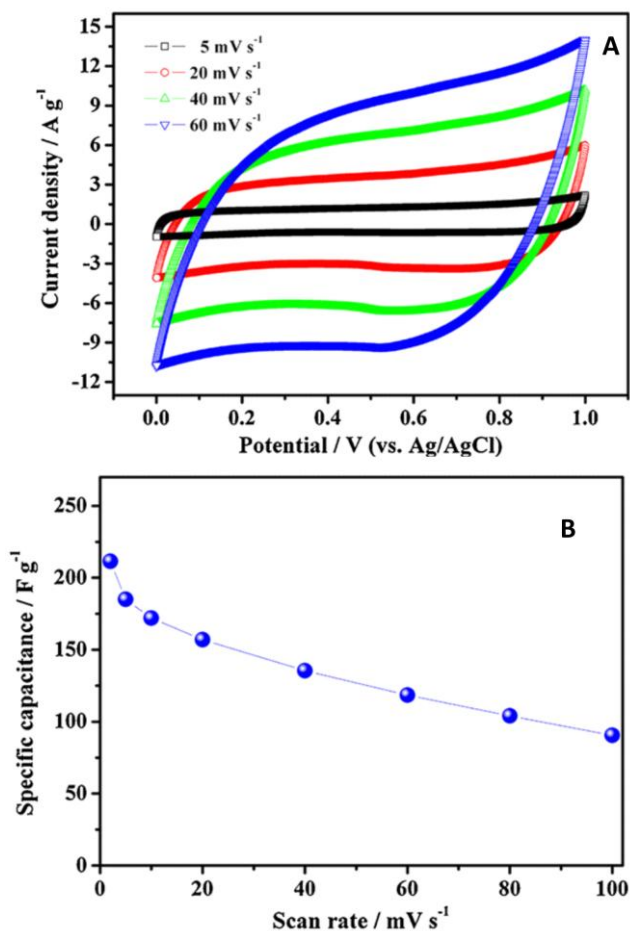 A
15
12
9
6
3
0
-3
-6
-9
-12
Current density / A g⁻¹
5 mV s⁻¹
20 mV s⁻¹
40 mV s⁻¹
60 mV s⁻¹
0.0 0.2 0.4 0.6 0.8 1.0
Potential / V (vs. Ag/AgCl)
B
250
200
150
100
50
0
Specific capacitance / F g⁻¹
0 20 40 60 80 100
Scan rate / mV s⁻¹